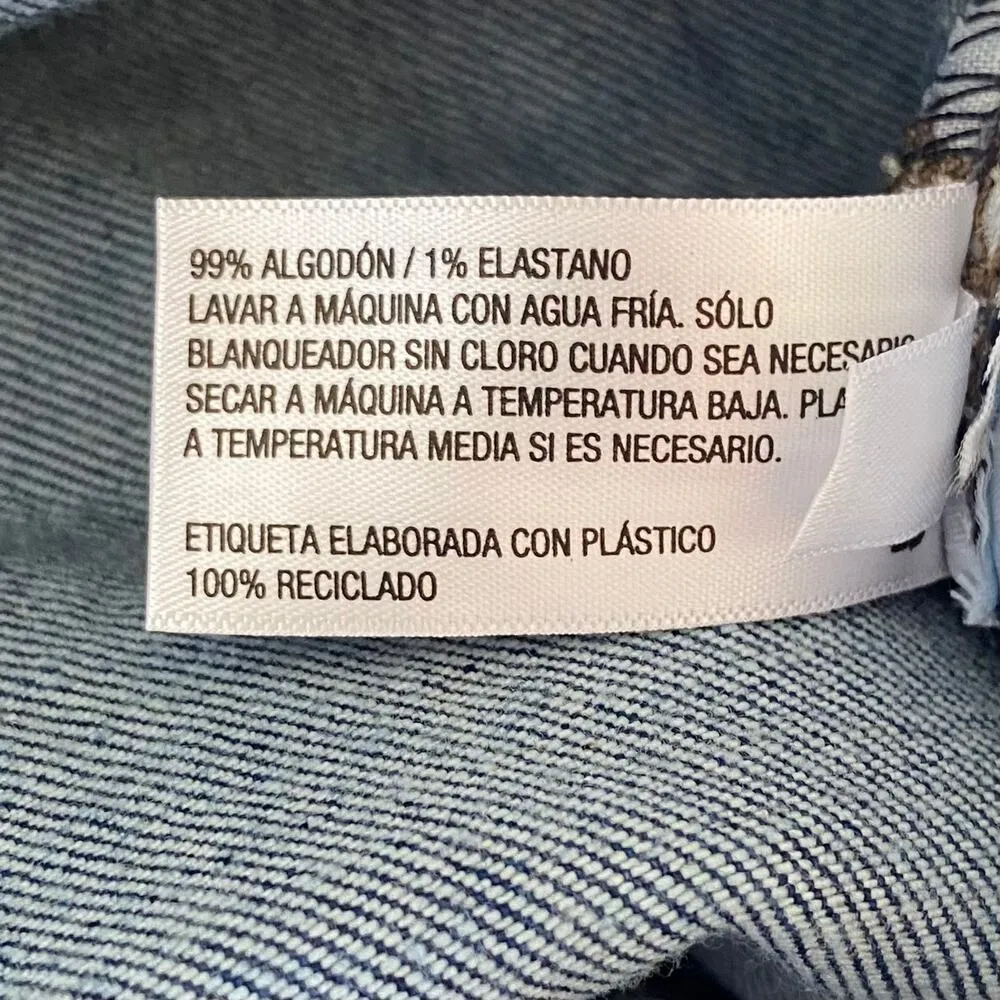 99% ALGODÓN / 1% ELASTANO
LAVAR A MÁQUINA CON AGUA FRÍA. SÓLO
BLANQUEADOR SIN CLORO CUANDO SEA NECESARIO
SECAR A MÁQUINA A TEMPERATURA BAJA.
A TEMPERATURA MEDIA SI ES NECESARIO.
ETIQUETA ELABORADA CON PLÁSTICO
100% RECICLADO